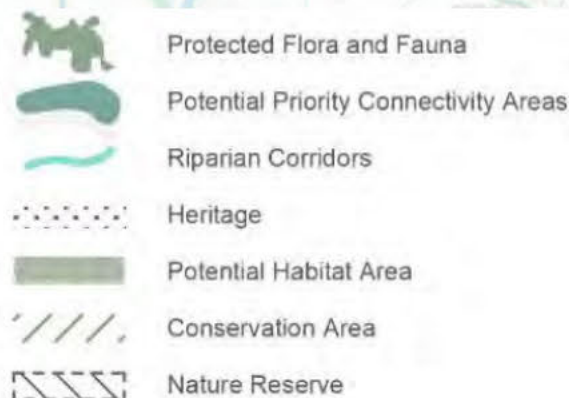 Protected Flora and Fauna
Potential Priority Connectivity Areas
Riparian Corridors
Heritage
Potential Habitat Area
Conservation Area
Nature Reserve